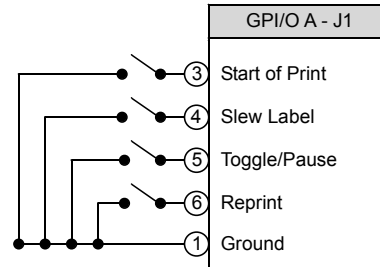 GPI/O A - J1
3 Start of Print
4 Slew Label
5 Toggle/Pause
6 Reprint
1 Ground